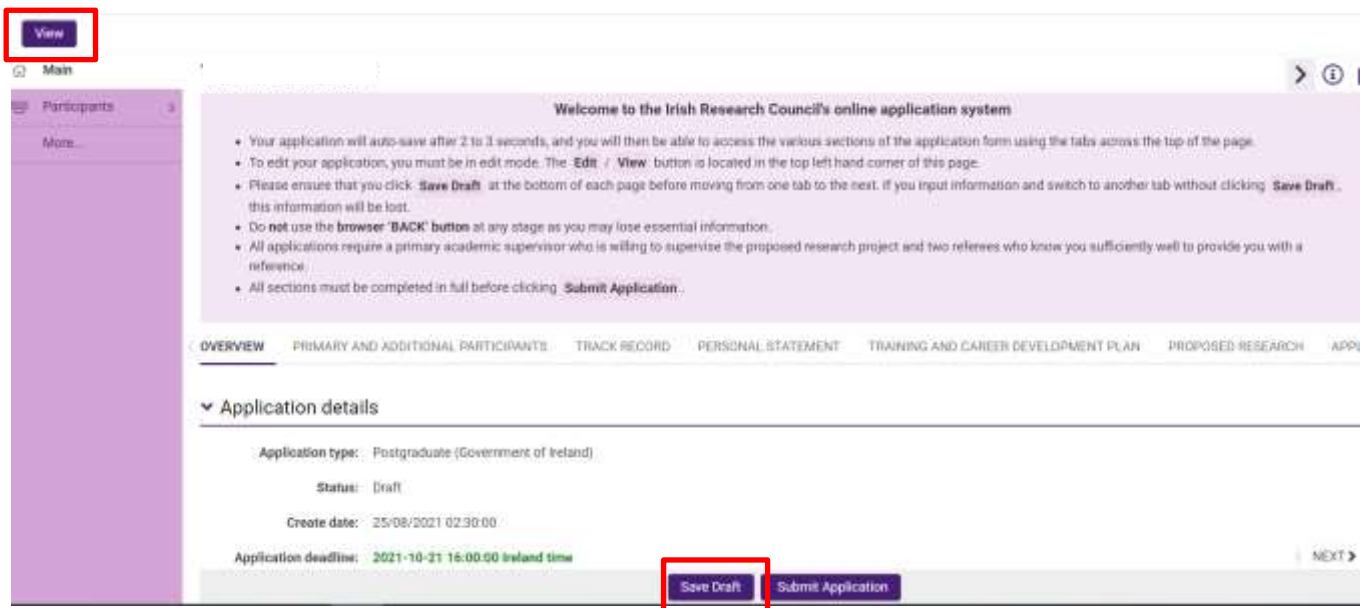 View
Main
Participants 3
More...
Welcome to the Irish Research Council's online application system
• Your application will auto-save after 2 to 3 seconds, and you will then be able to access the various sections of the application form using the tabs across the top of the page.
• To edit your application, you must be in edit mode. The Edit / View button is located in the top left hand corner of this page.
• Please ensure that you click Save Draft at the bottom of each page before moving from one tab to the next. If you input information and switch to another tab without clicking Save Draft,
this information will be lost.
• Do not use the browser 'BACK' button at any stage as you may lose essential information.
• All applications require a primary academic supervisor who is willing to supervise the proposed research project and two referees who know you sufficiently well to provide you with a
reference.
• All sections must be completed in full before clicking Submit Application.
OVERVIEW PRIMARY AND ADDITIONAL PARTICIPANTS TRACK RECORD PERSONAL STATEMENT TRAINING AND CAREER DEVELOPMENT PLAN PROPOSED RESEARCH APPL
Application details
Application type: Postgraduate (Government of Ireland)
Status: Draft
Create date: 25/08/2021 02:30:00
Application deadline: 2021-10-21 16:00:00 Ireland time
NEXT
Save Draft Submit Application